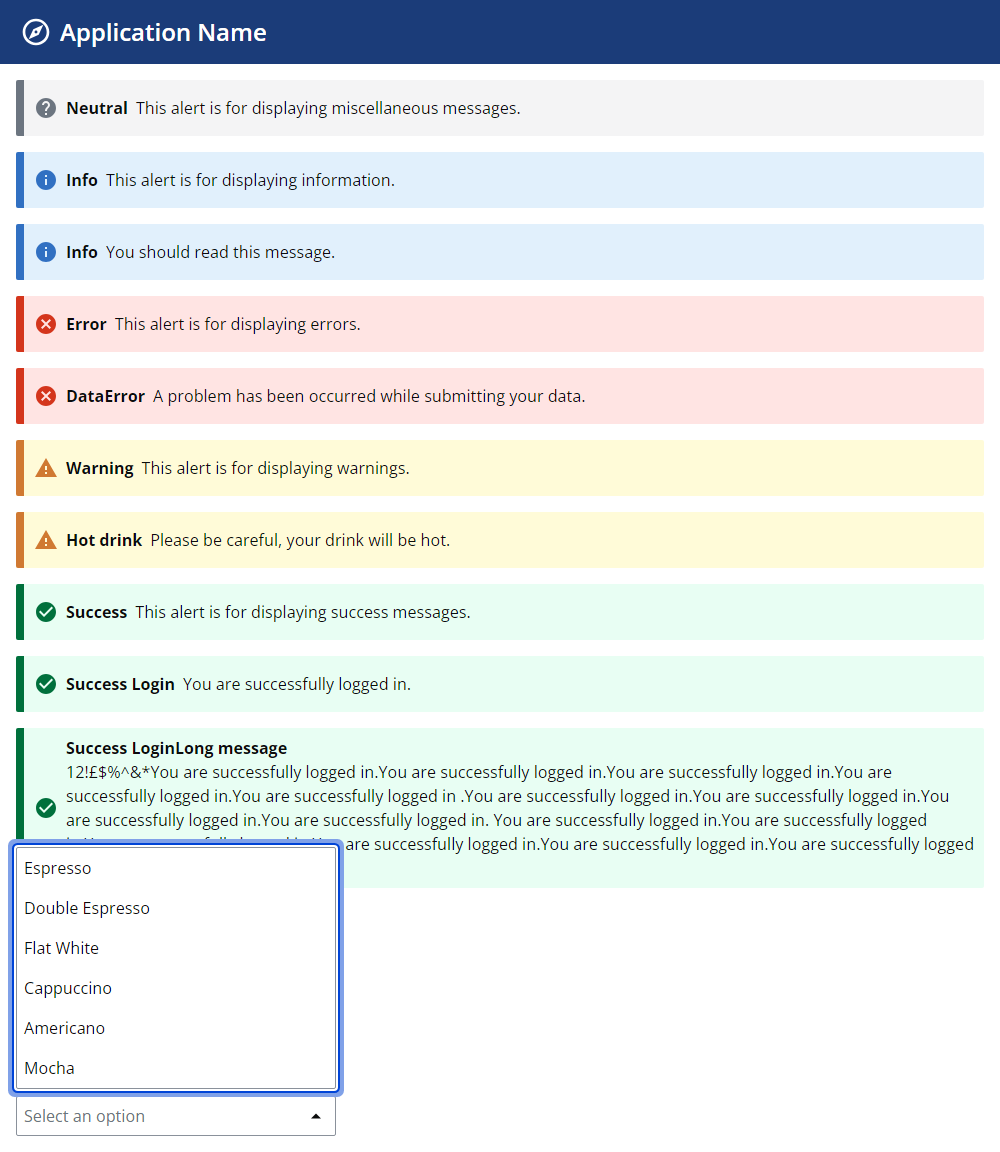 Application Name
Neutral This alert is for displaying miscellaneous messages.
Info This alert is for displaying information.
Info You should read this message.
Error This alert is for displaying errors.
DataError A problem has been occurred while submitting your data.
Warning This alert is for displaying warnings.
Hot drink Please be careful, your drink will be hot.
Success This alert is for displaying success messages.
Success Login You are successfully logged in.
Success LoginLong message
12!£$%^&*You are successfully logged in.You are successfully logged in.You are successfully logged in.You are
successfully logged in.You are successfully logged in .You are successfully logged in.You are successfully logged in.You
are successfully logged in.You are successfully logged in. You are successfully logged in.You are successfully logged
are successfully logged in.You are successfully logged in.You are successfully logged
Espresso
Double Espresso
Flat White
Cappuccino
Americano
Mocha
Select an option